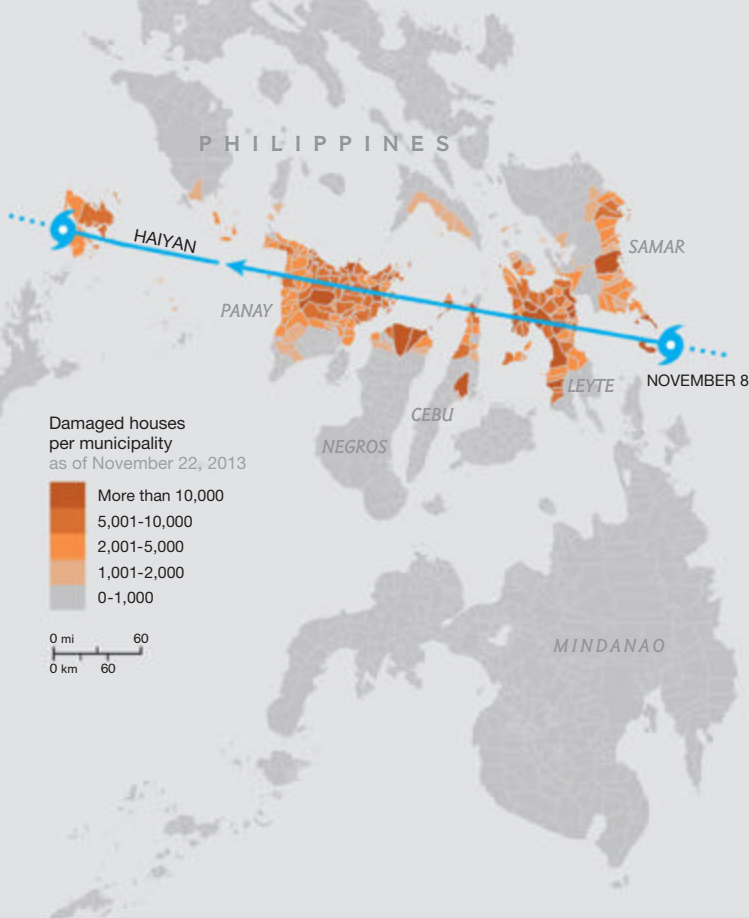 PHILIPPINES
HAIYAN
SAMAR
PANAY
NOVEMBER 8
LEYTE
CEBU
NEGROS
Damaged houses
per municipality
as of November 22, 2013
More than 10,000
5,001-10,000
2,001-5,000
1,001-2,000
0-1,000
0 mi 60
0 km 60
MINDANAO